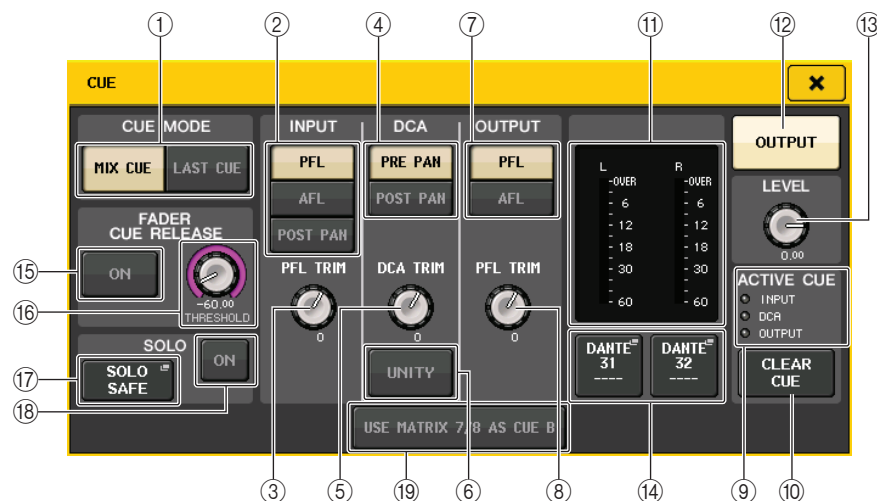 ① ② ④ ⑦ ⑪ ⑫ ⑬
CUE
CUE MODE
MIX CUE
LAST CUE
FADER
CUE RELEASE
ON
-60.00
THRESHOLD
SOLO
SOLO
SAFE
ON
INPUT
PFL
AFL
POST PAN
PFL TRIM
0
DCA
PRE PAN
POST PAN
DCA TRIM
0
UNITY
OUTPUT
PFL
AFL
PFL TRIM
0
USE MATRIX 7/8 AS CUE B
L R
OVER OVER
6 6
12 12
18 18
30 30
60 60
DANTE
31
----
DANTE
32
----
OUTPUT
LEVEL
0.00
ACTIVE CUE
INPUT
DCA
OUTPUT
CLEAR
CUE
⑮
⑯
⑰
⑱
③ ⑤ ⑲ ⑥ ⑧ ⑭ ⑨ ⑩